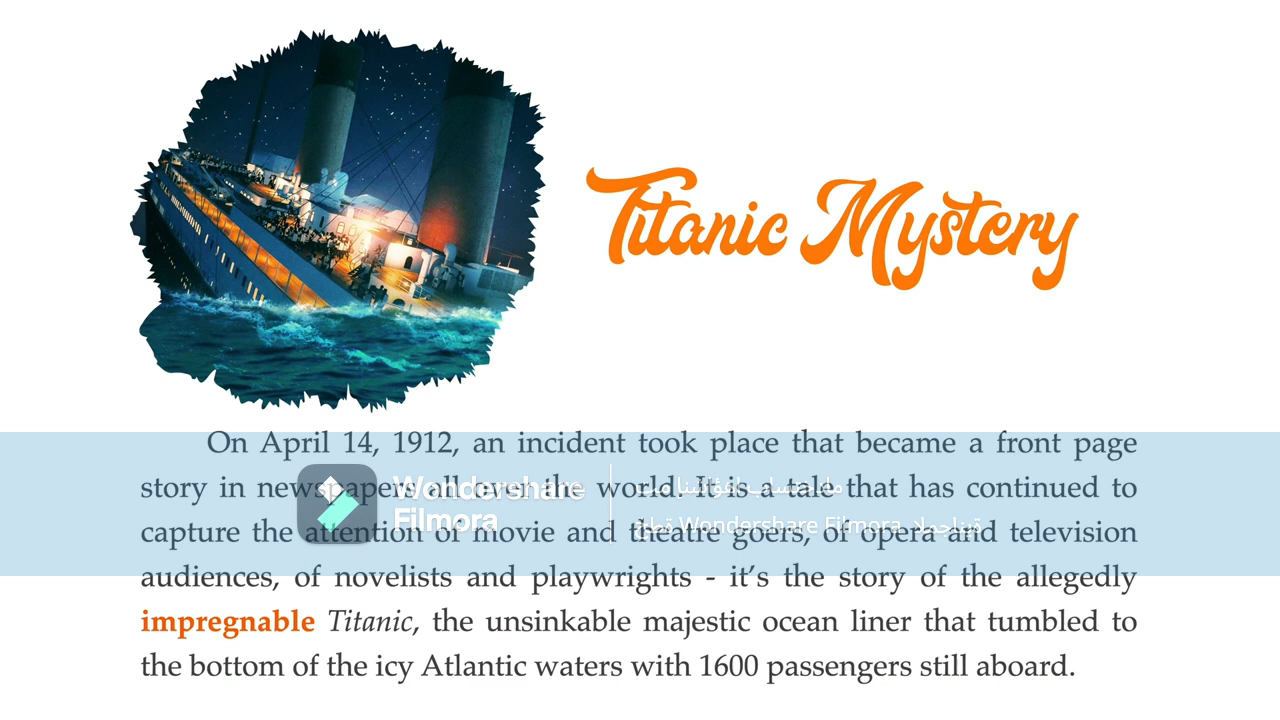 Titanic Mystery
On April 14, 1912, an incident took place that became a front page
story in newspapers all over the world. It is a tale that has continued to
capture the attention of movie and theatre goers, of opera and television
audiences, of novelists and playwrights - it’s the story of the allegedly
impregnable Titanic, the unsinkable majestic ocean liner that tumbled to
the bottom of the icy Atlantic waters with 1600 passengers still aboard.
Wondershare
Filmora
Wondershare Filmora